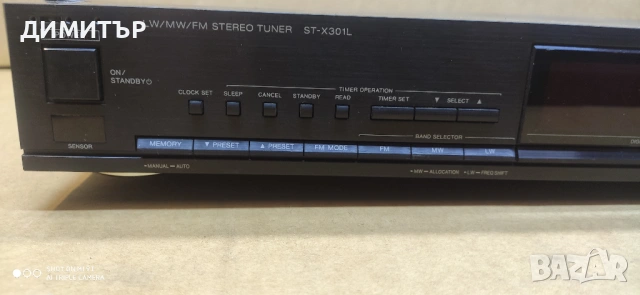 ДИМИТЪР
LW/MW/FM STEREO TUNER ST-X301L
ON/
STANDBY
TIMER OPERATION
CLOCK SET SLEEP CANCEL STANDBY READ TIMER SET ▼ SELECT ▲
SENSOR
BAND SELECTOR
MEMORY ▼ PRESET ▲ PRESET FM MODE FM MW LW
MANUAL — AUTO
MW — ALLOCATION LW — FREQ SHIFT
BAZAR